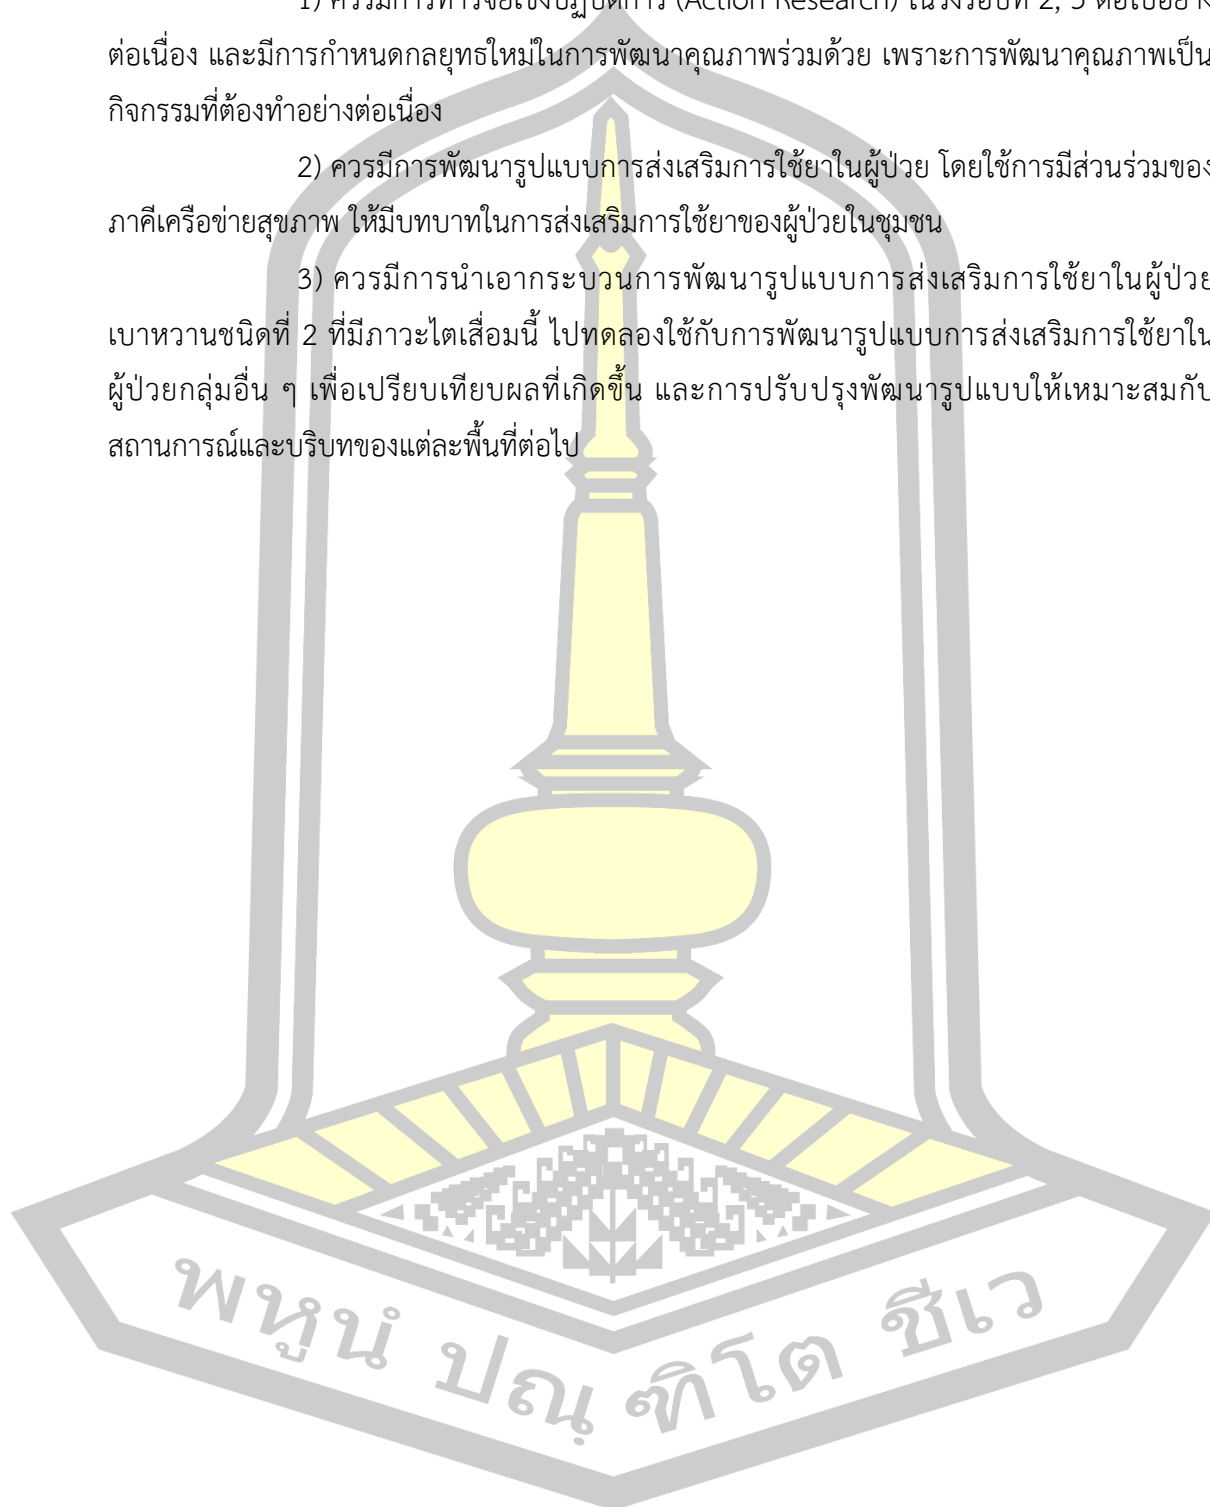 1) ควรมีการทำวิจัยเชิงปฏิบัติการ (Action Research) ในวงรอบที่ 2, 3 ต่อไปอย่าง
ต่อเนื่อง และมีการกำหนดกลยุทธใหม่ในการพัฒนาคุณภาพร่วมด้วย เพราะการพัฒนาคุณภาพเป็น
กิจกรรมที่ต้องทำอย่างต่อเนื่อง
2) ควรมีการพัฒนารูปแบบการส่งเสริมการใช้ยาในผู้ป่วย โดยใช้การมีส่วนร่วมของ
ภาคีเครือข่ายสุขภาพ ให้มีบทบาทในการส่งเสริมการใช้ยาของผู้ป่วยในชุมชน
3) ควรมีการนำเอากระบวนการพัฒนารูปแบบการส่งเสริมการใช้ยาในผู้ป่วย
เบาหวานชนิดที่ 2 ที่มีภาวะไตเสื่อมนี้ ไปทดลองใช้กับการพัฒนารูปแบบการส่งเสริมการใช้ยาใน
ผู้ป่วยกลุ่มอื่น ๆ เพื่อเปรียบเทียบผลที่เกิดขึ้น และการปรับปรุงพัฒนารูปแบบให้เหมาะสมกับ
สถานการณ์และบริบทของแต่ละพื้นที่ต่อไป
พหูนํ ปณฺฑิโต ชีเว